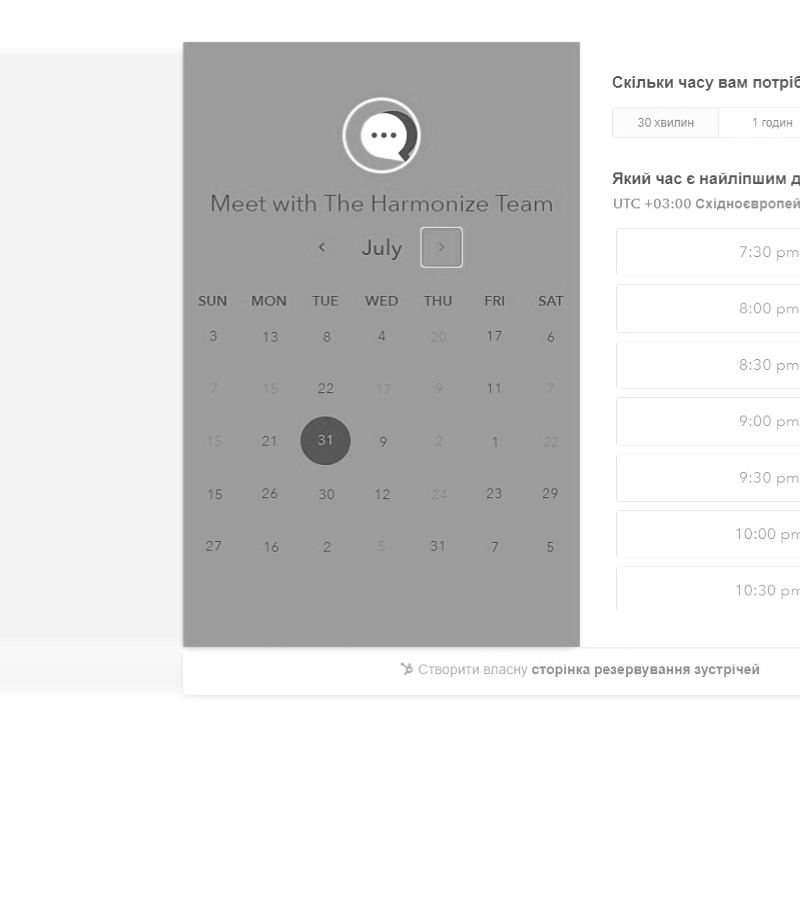 Meet with The Harmonize Team
July
SUN MON TUE WED THU FRI SAT
3 13 8 4 20 17 6
7 15 22 17 9 11 7
15 21 31 9 2 1 22
15 26 30 12 24 23 29
27 16 2 5 31 7 5
Скільки часу вам потріб
30 хвилин 1 годин
Який час є найліпшим д
UTC +03:00 Східноєвропей
7:30 pm
8:00 pm
8:30 pm
9:00 pm
9:30 pm
10:00 pm
10:30 pm
Створити власну сторінка резервування зустрічей